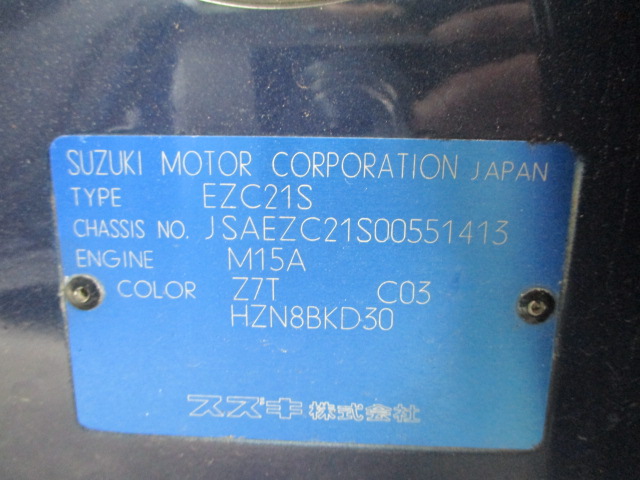 SUZUKI MOTOR CORPORATION JAPAN
TYPE EZC21S
CHASSIS NO. JSAEZC21S00551413
ENGINE M15A
COLOR Z7T C03
HZN8BKD30
スズキ株式会社